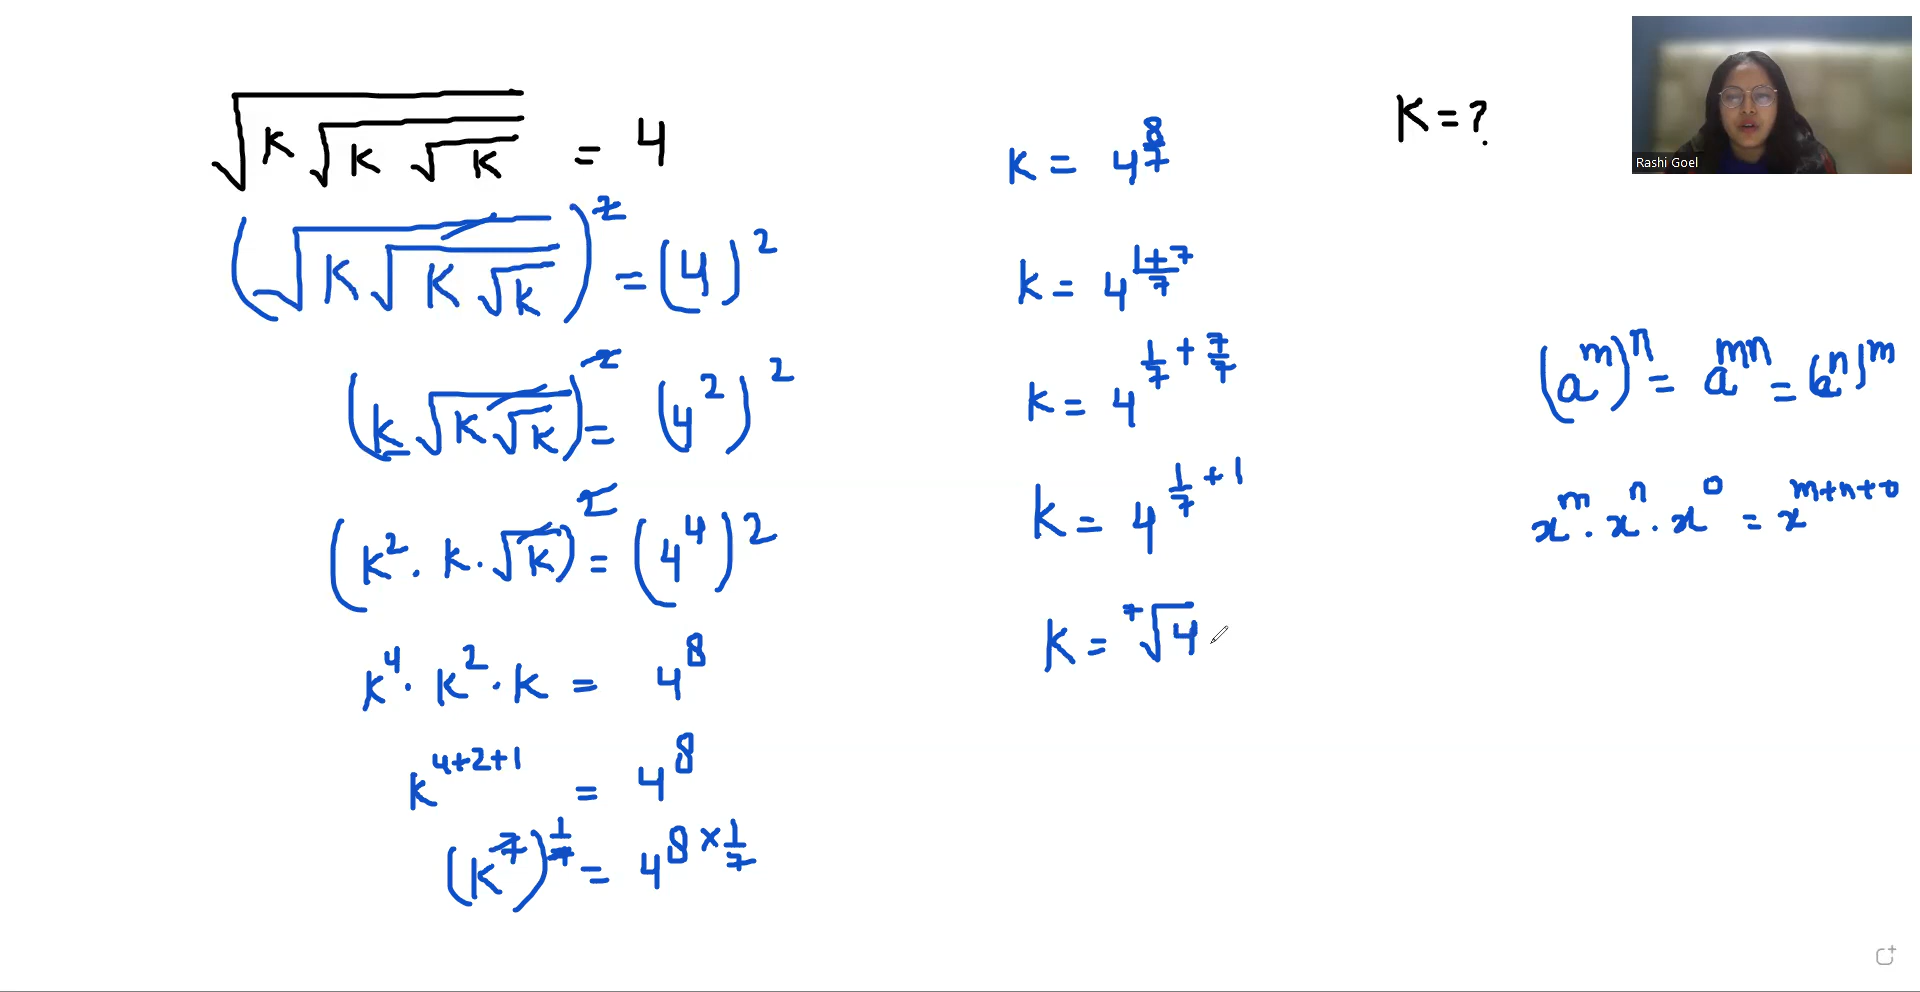 √(K√(K√K)) = 4
(√(K√(K√K)))² = (4)²
(K√(K√K))² = (4²)²
(K² · K · √K)² = (4⁴)²
K⁴ · K² · K = 4⁸
K^(4+2+1) = 4⁸
(K⁷)^(1/7) = 4^(8×1/7)
K = 4^(8/7)
K = 4^((1+7)/7)
K = 4^(1/7 + 7/7)
K = 4^(1/7 + 1)
K = ⁷√4
K = ?
Rashi Goel
(a^m)^n = a^(mn) = (a^n)^m
x^m · x^n · x^o = x^(m+n+o)